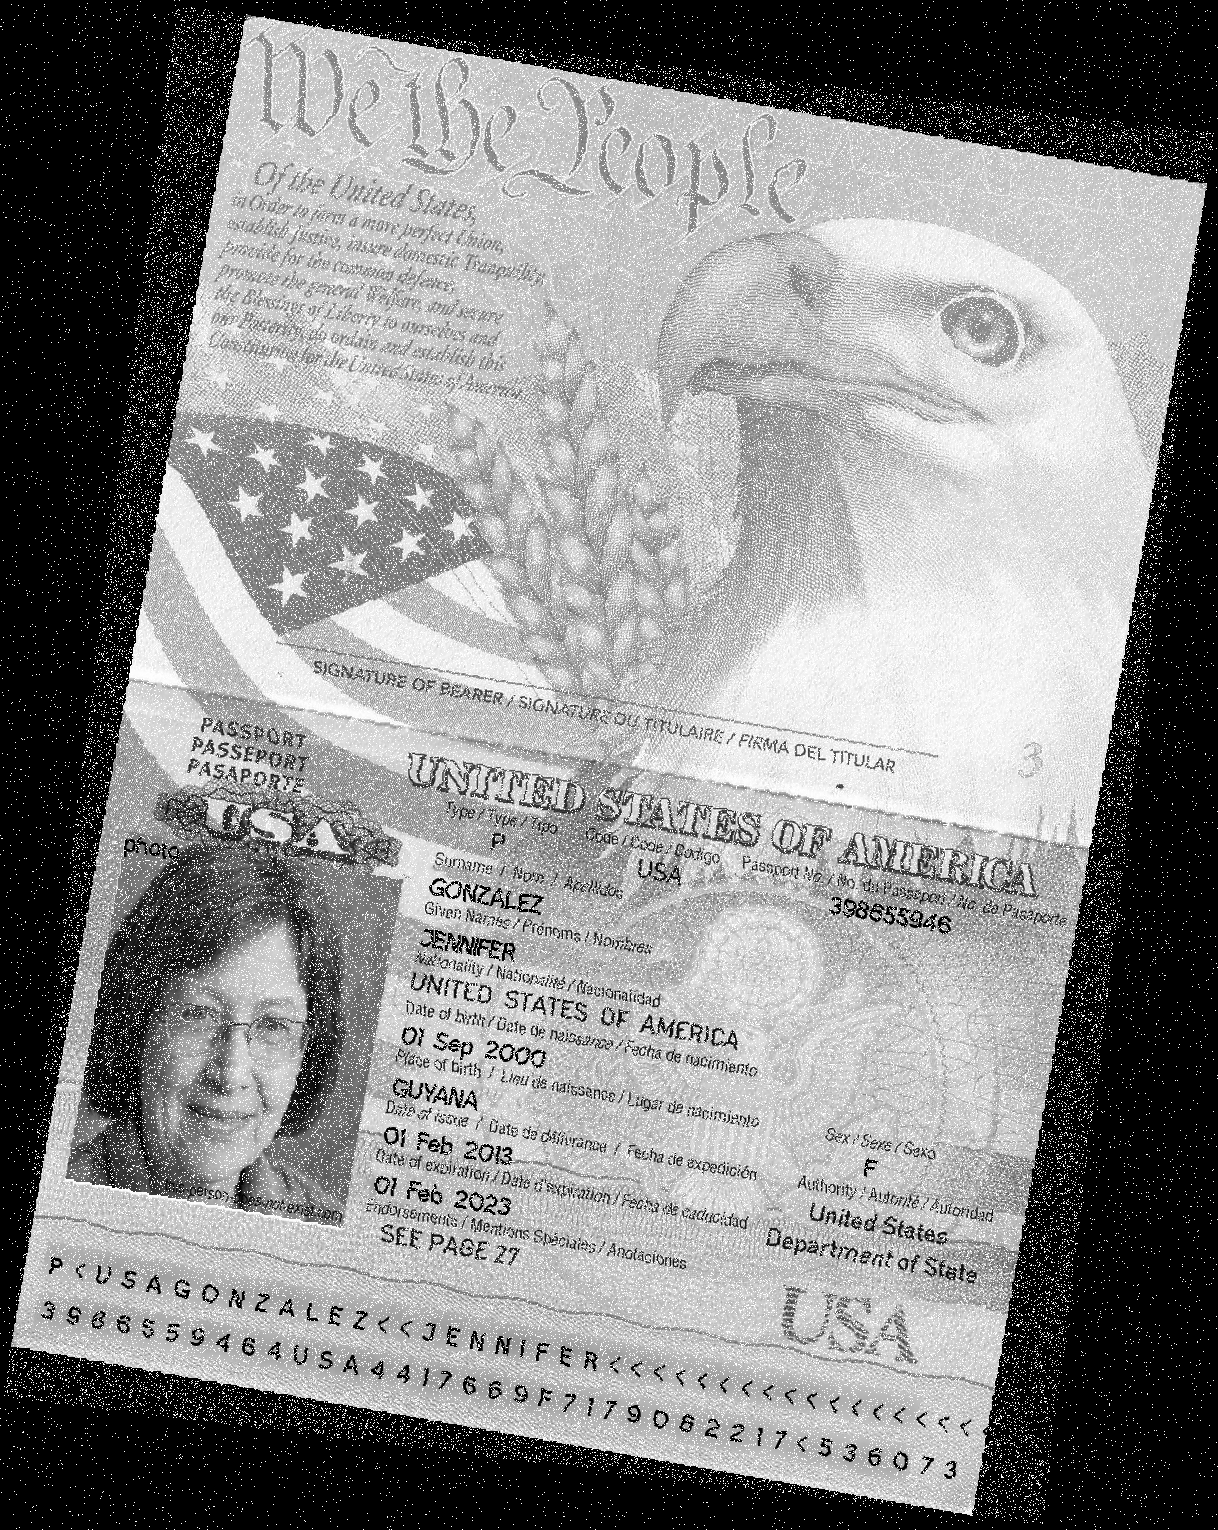 We the People
Of the United States,
in Order to form a more perfect Union,
establish Justice, insure domestic Tranquility,
provide for the common defence,
promote the general Welfare, and secure
the Blessings of Liberty to ourselves and
our Posterity, do ordain and establish this
Constitution for the United States of America.
SIGNATURE OF BEARER / SIGNATURE DU TITULAIRE / FIRMA DEL TITULAR
3
PASSPORT
PASSEPORT
PASAPORTE
USA
UNITED STATES OF AMERICA
Type / Type / Tipo Code / Code / Codigo Passport No. / No. du Passeport / No. de Pasaporte
P USA 398655946
photo
Surname / Nom / Apellidos
GONZALEZ
Given Names / Prénoms / Nombres
JENNIFER
Nationality / Nationalité / Nacionalidad
UNITED STATES OF AMERICA
Date of birth / Date de naissance / Fecha de nacimiento
01 Sep 2000
Place of birth / Lieu de naissance / Lugar de nacimiento
GUYANA
Date of issue / Date de délivrance / Fecha de expedición
01 Feb 2013
Date of expiration / Date d'expiration / Fecha de caducidad
01 Feb 2023
Endorsements / Mentions Spéciales / Anotaciones
SEE PAGE 27
Sex / Sexe / Sexo
F
Authority / Autorité / Autoridad
United States
Department of State
USA
P<USAGONZALEZ<<JENNIFER<<<<<<<<<<<<<<<<<
3986559464USA4417669F7179062217<536073